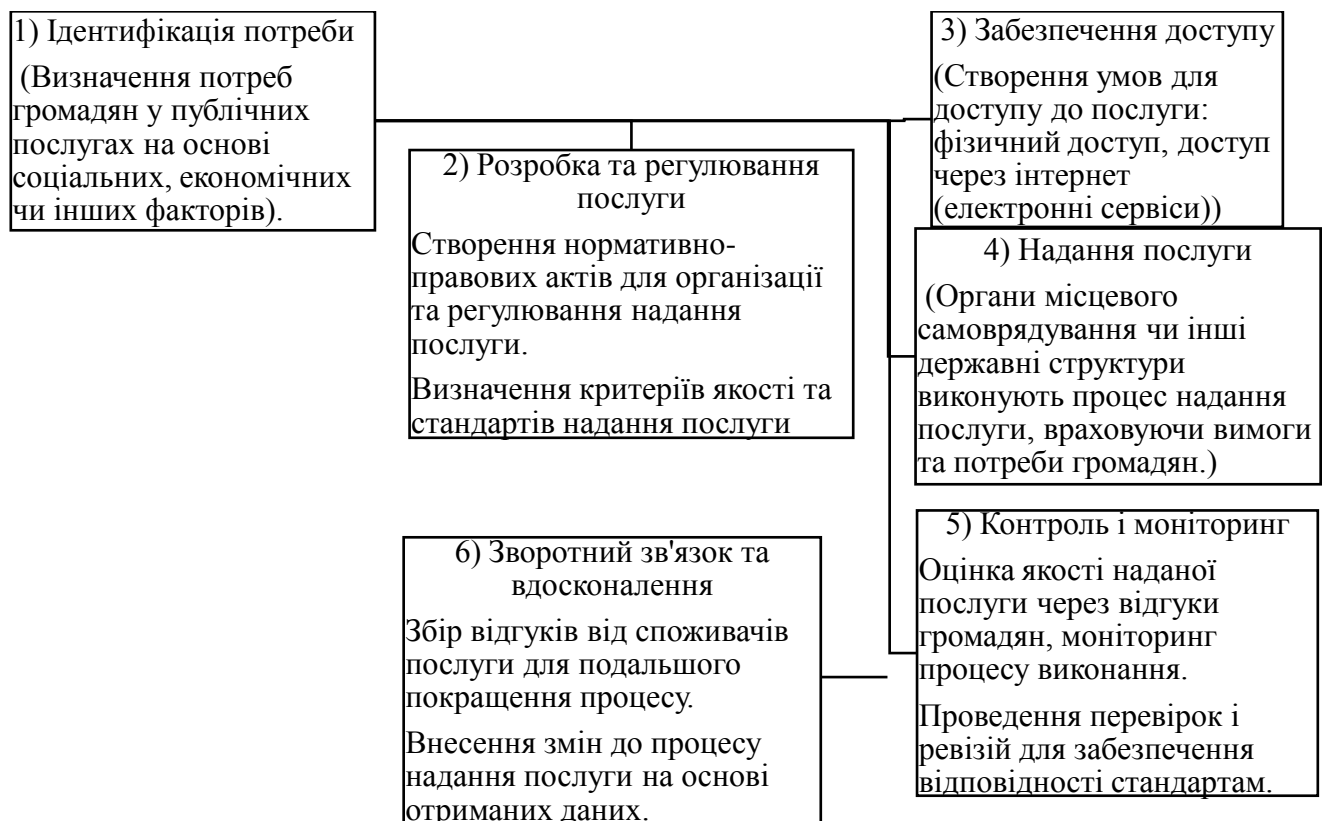 1) Ідентифікація потреби
(Визначення потреб
громадян у публічних
послугах на основі
соціальних, економічних
чи інших факторів).
2) Розробка та регулювання
послуги
Створення нормативно-
правових актів для організації
та регулювання надання
послуги.
Визначення критеріїв якості та
стандартів надання послуги
3) Забезпечення доступу
(Створення умов для
доступу до послуги:
фізичний доступ, доступ
через інтернет
(електронні сервіси))
4) Надання послуги
(Органи місцевого
самоврядування чи інші
державні структури
виконують процес надання
послуги, враховуючи вимоги
та потреби громадян.)
5) Контроль і моніторинг
Оцінка якості наданої
послуги через відгуки
громадян, моніторинг
процесу виконання.
Проведення перевірок і
ревізій для забезпечення
відповідності стандартам.
6) Зворотний зв'язок та
вдосконалення
Збір відгуків від споживачів
послуги для подальшого
покращення процесу.
Внесення змін до процесу
надання послуги на основі
отриманих даних.